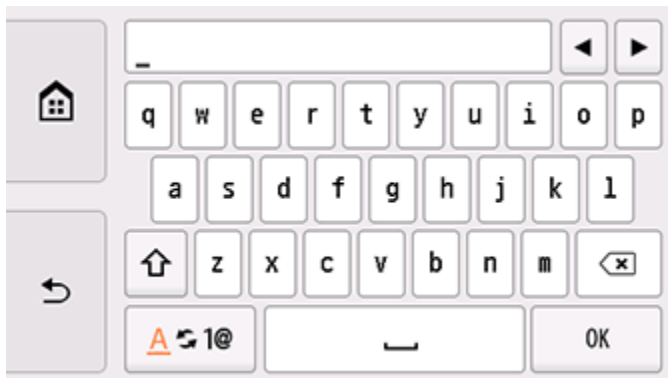 _
q w e r t y u i o p
a s d f g h j k l
z x c v b n m
A 1@ OK